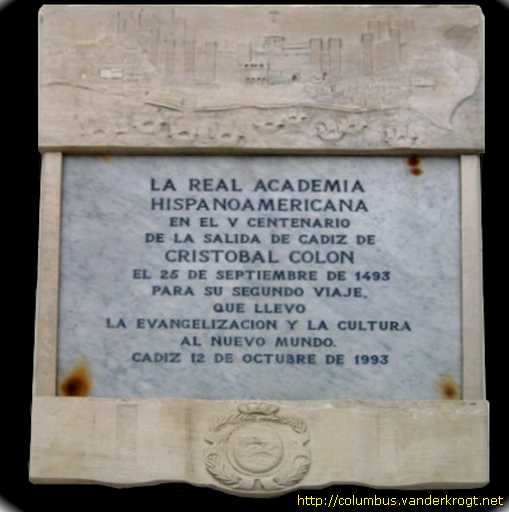 LA REAL ACADEMIA
HISPANOAMERICANA
EN EL V CENTENARIO
DE LA SALIDA DE CADIZ DE
CRISTOBAL COLON
EL 25 DE SEPTIEMBRE DE 1493
PARA SU SEGUNDO VIAJE,
QUE LLEVO
LA EVANGELIZACION Y LA CULTURA
AL NUEVO MUNDO.
CADIZ 12 DE OCTUBRE DE 1993
http://columbus.vanderkrogt.net